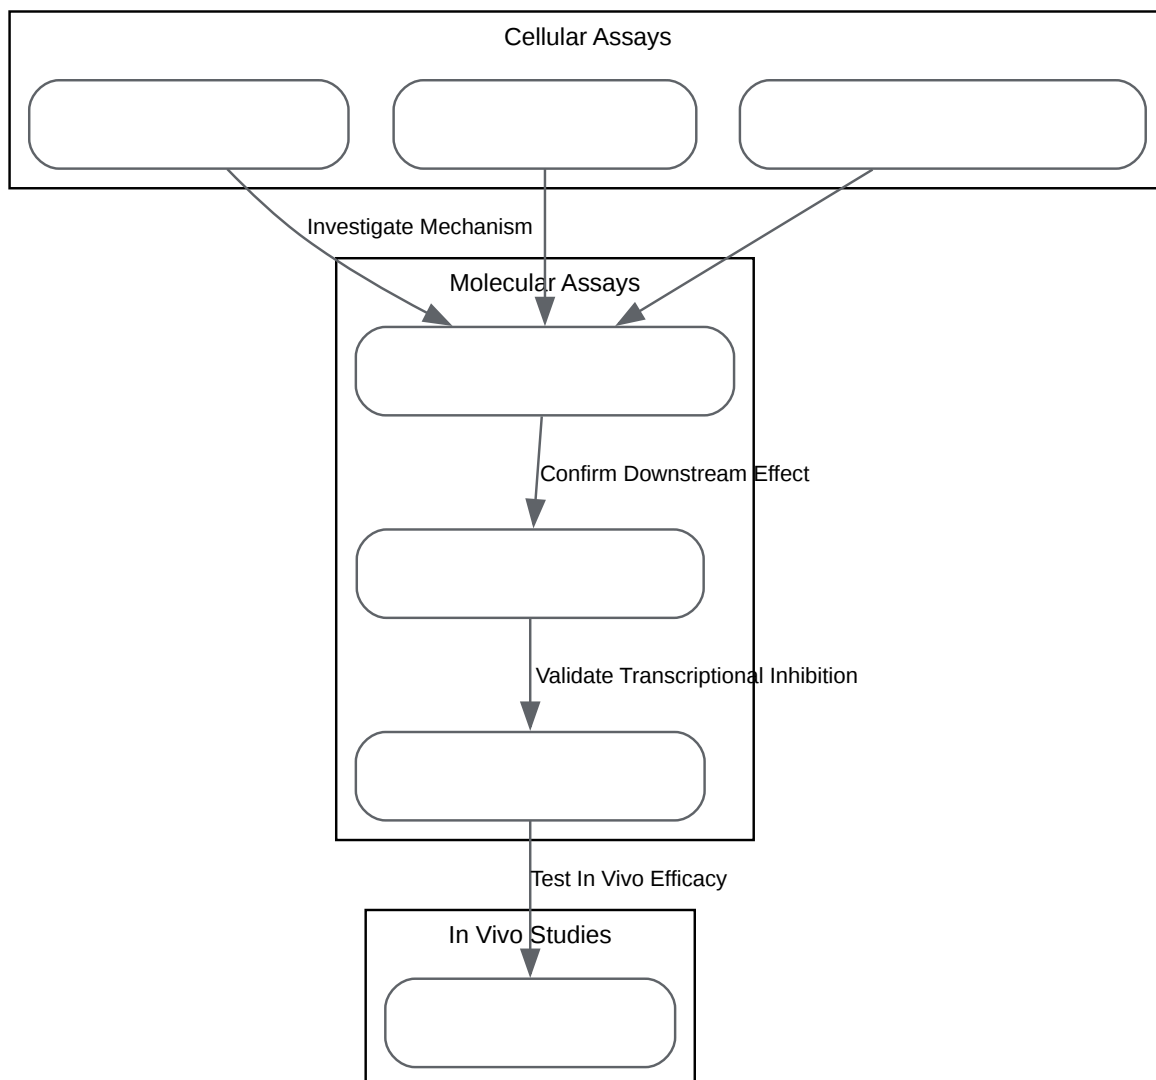 Cellular Assays
Investigate Mechanism
Molecular Assays
Confirm Downstream Effect
Validate Transcriptional Inhibition
Test In Vivo Efficacy
In Vivo Studies